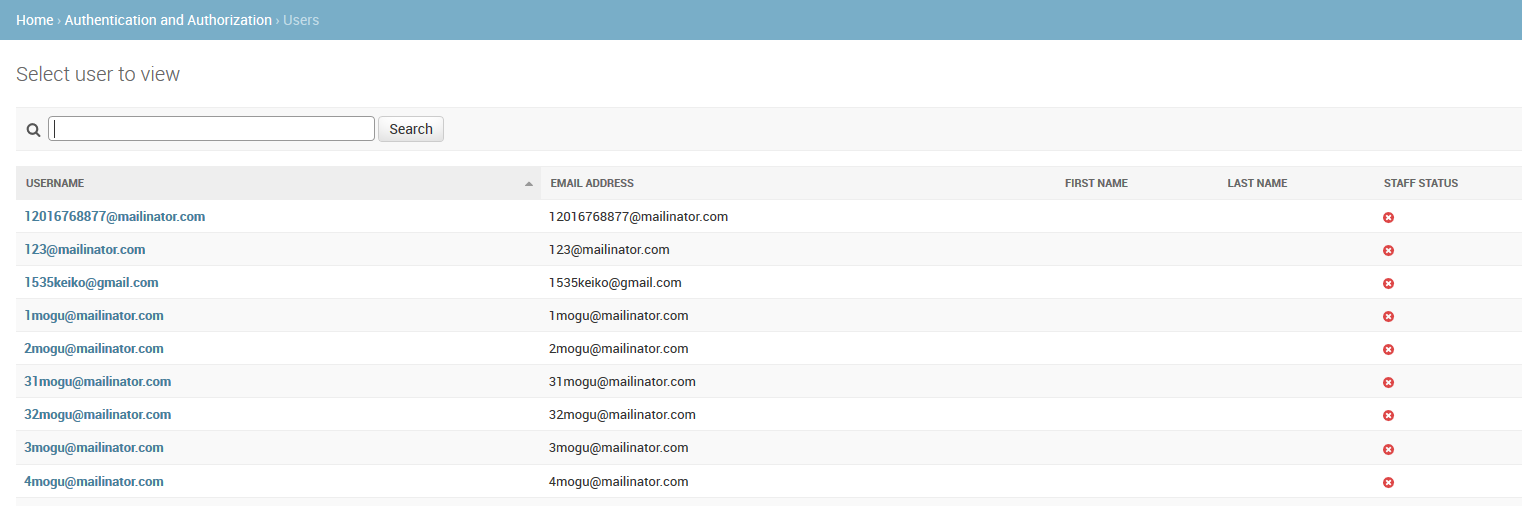 Home › Authentication and Authorization › Users
Select user to view
Search
USERNAME EMAIL ADDRESS FIRST NAME LAST NAME STAFF STATUS
12016768877@mailinator.com 12016768877@mailinator.com
123@mailinator.com 123@mailinator.com
1535keiko@gmail.com 1535keiko@gmail.com
1mogu@mailinator.com 1mogu@mailinator.com
2mogu@mailinator.com 2mogu@mailinator.com
31mogu@mailinator.com 31mogu@mailinator.com
32mogu@mailinator.com 32mogu@mailinator.com
3mogu@mailinator.com 3mogu@mailinator.com
4mogu@mailinator.com 4mogu@mailinator.com